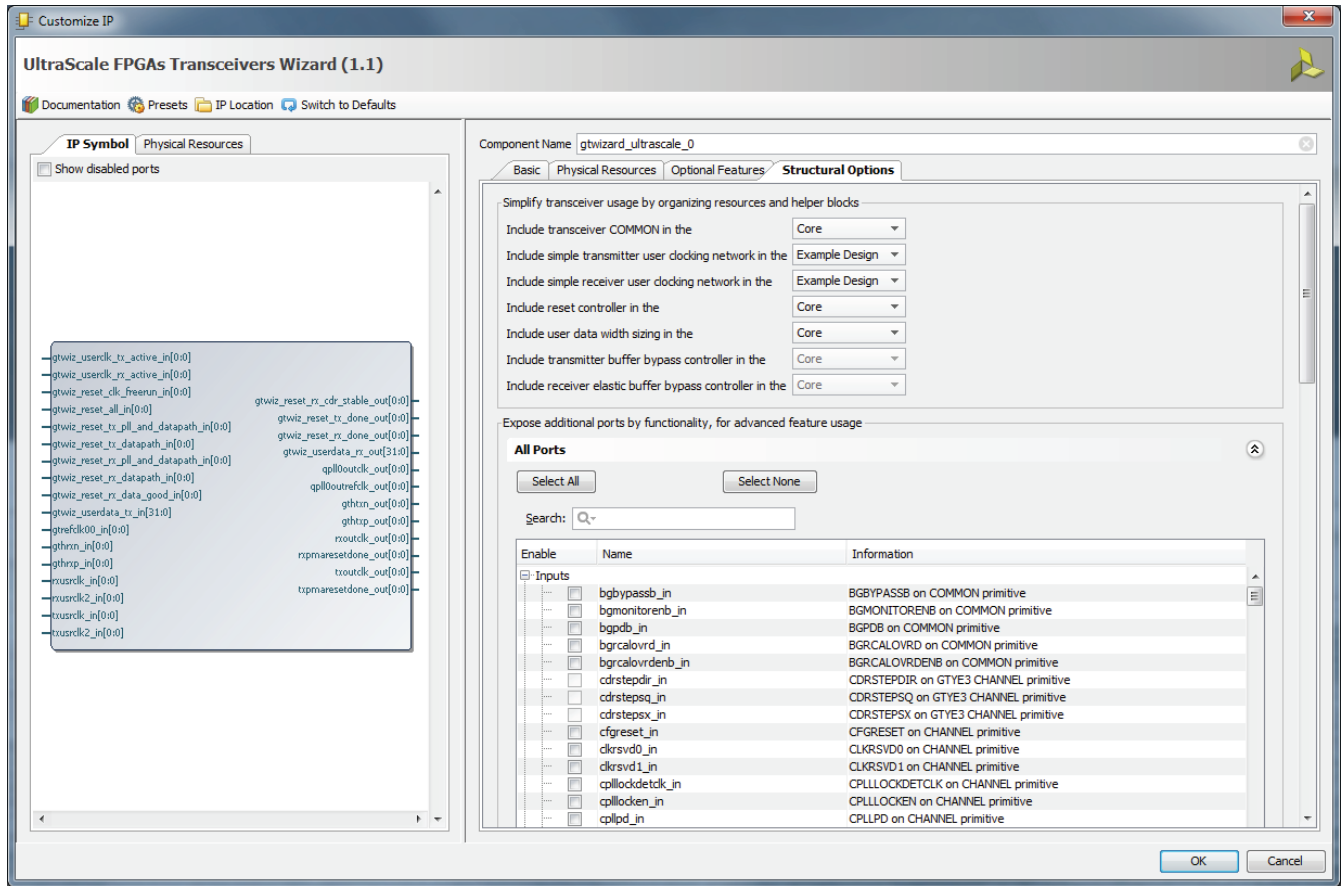 Customize IP
UltraScale FPGAs Transceivers Wizard (1.1)
Documentation Presets IP Location Switch to Defaults
IP Symbol Physical Resources
Show disabled ports
gtwiz_userclk_tx_active_in[0:0]
gtwiz_userclk_rx_active_in[0:0]
gtwiz_reset_clk_freerun_in[0:0]
gtwiz_reset_all_in[0:0]
gtwiz_reset_tx_pll_and_datapath_in[0:0]
gtwiz_reset_tx_datapath_in[0:0]
gtwiz_reset_rx_pll_and_datapath_in[0:0]
gtwiz_reset_rx_datapath_in[0:0]
gtwiz_reset_rx_data_good_in[0:0]
gtwiz_userdata_tx_in[31:0]
gtrefclk00_in[0:0]
gthrxn_in[0:0]
gthrxp_in[0:0]
rxusrclk_in[0:0]
rxusrclk2_in[0:0]
txusrclk_in[0:0]
txusrclk2_in[0:0]
gtwiz_reset_rx_cdr_stable_out[0:0]
gtwiz_reset_tx_done_out[0:0]
gtwiz_reset_rx_done_out[0:0]
gtwiz_userdata_rx_out[31:0]
qpll0outclk_out[0:0]
qpll0outrefclk_out[0:0]
gthtxn_out[0:0]
gthtxp_out[0:0]
rxoutclk_out[0:0]
rxpmaresetdone_out[0:0]
txoutclk_out[0:0]
txpmaresetdone_out[0:0]
Component Name gtwizard_ultrascale_0
Basic Physical Resources Optional Features Structural Options
Simplify transceiver usage by organizing resources and helper blocks
Include transceiver COMMON in the Core
Include simple transmitter user clocking network in the Example Design
Include simple receiver user clocking network in the Example Design
Include reset controller in the Core
Include user data width sizing in the Core
Include transmitter buffer bypass controller in the Core
Include receiver elastic buffer bypass controller in the Core
Expose additional ports by functionality, for advanced feature usage
All Ports
Select All Select None
Search:
Enable Name Information
Inputs
bgbypassb_in BGBYPASSB on COMMON primitive
bgmonitorenb_in BGMONITORENB on COMMON primitive
bgpdb_in BGPDB on COMMON primitive
bgrcalovrd_in BGRCALOVRD on COMMON primitive
bgrcalovrdenb_in BGRCALOVRDENB on COMMON primitive
cdrstepdir_in CDRSTEPDIR on GTYE3 CHANNEL primitive
cdrstepsq_in CDRSTEPSQ on GTYE3 CHANNEL primitive
cdrstepsx_in CDRSTEPSX on GTYE3 CHANNEL primitive
cfgreset_in CFGRESET on CHANNEL primitive
clkrsvd0_in CLKRSVD0 on CHANNEL primitive
clkrsvd1_in CLKRSVD1 on CHANNEL primitive
cplllockdetclk_in CPLLLOCKDETCLK on CHANNEL primitive
cplllocken_in CPLLLOCKEN on CHANNEL primitive
cpllpd_in CPLLPD on CHANNEL primitive
OK Cancel